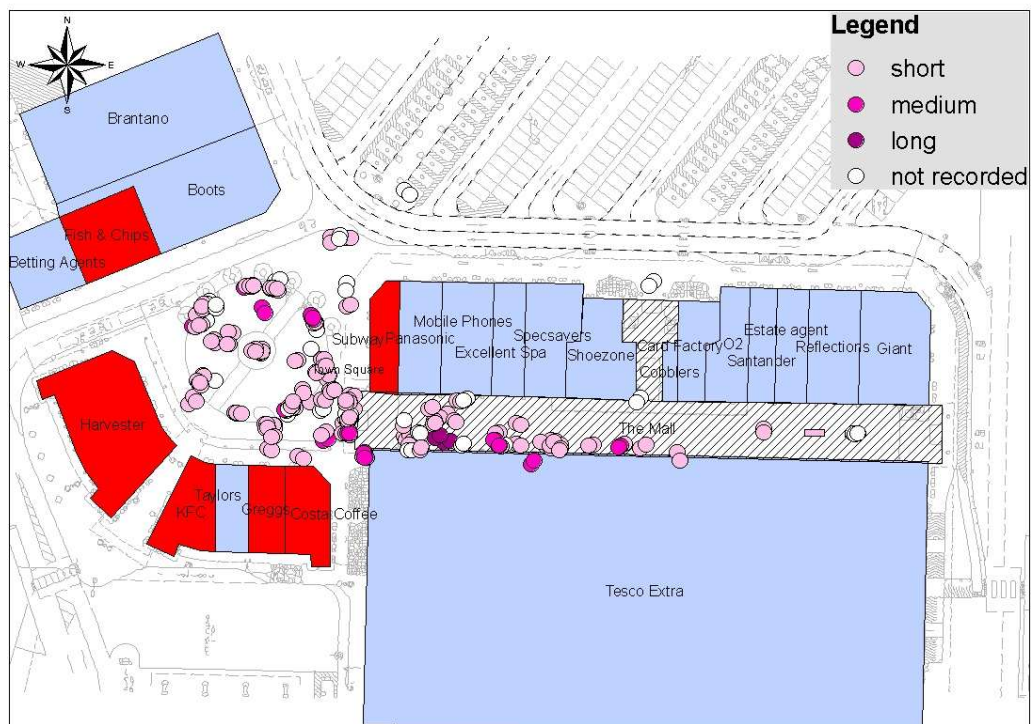 Legend
short
medium
long
not recorded
N
W
E
S
Brantano
Boots
Fish & Chips
Betting Agents
Mobile Phones
Subway
Panasonic
Specsavers
Excellent Spa
Shoezone
Card Factory
O2
Estate agent
Santander
Reflections
Giant
Cobblers
Town Square
The Mall
Harvester
Taylors
KFC
Greggs
Costa Coffee
Tesco Extra